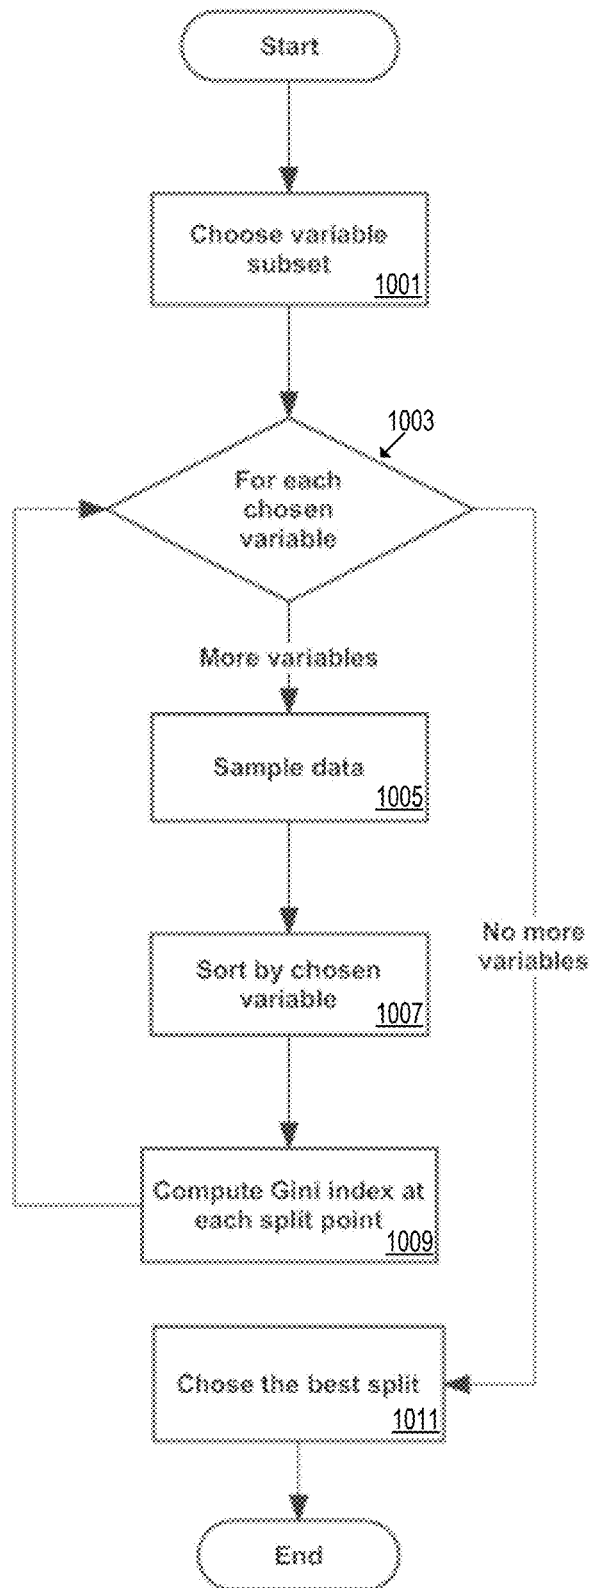 Start
Choose variable
subset
1001
1003
For each
chosen
variable
More variables
Sample data
1005
No more
variables
Sort by chosen
variable
1007
Compute Gini index at
each split point
1009
Chose the best split
1011
End